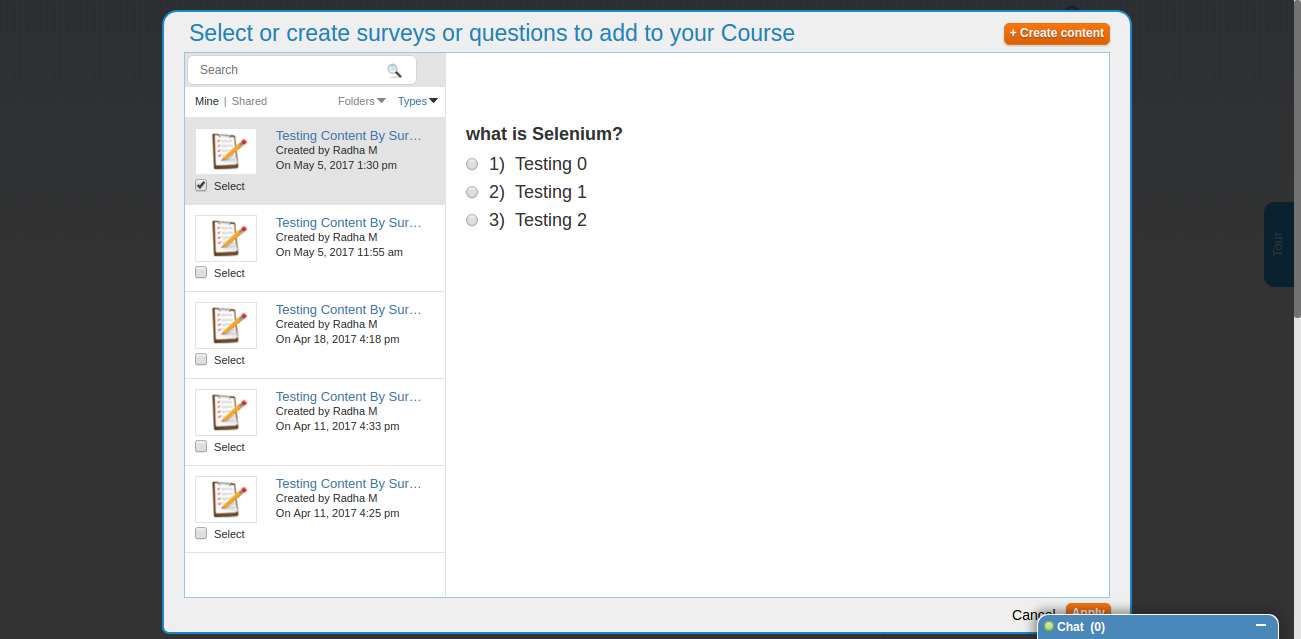 Select or create surveys or questions to add to your Course
+ Create content
Search
Mine | Shared
Folders
Types
Testing Content By Sur...
Created by Radha M
On May 5, 2017 1:30 pm
Select
Testing Content By Sur...
Created by Radha M
On May 5, 2017 11:55 am
Select
Testing Content By Sur...
Created by Radha M
On Apr 18, 2017 4:18 pm
Select
Testing Content By Sur...
Created by Radha M
On Apr 11, 2017 4:33 pm
Select
Testing Content By Sur...
Created by Radha M
On Apr 11, 2017 4:25 pm
Select
what is Selenium?
1) Testing 0
2) Testing 1
3) Testing 2
Tour
Cancel
Apply
Chat (0)